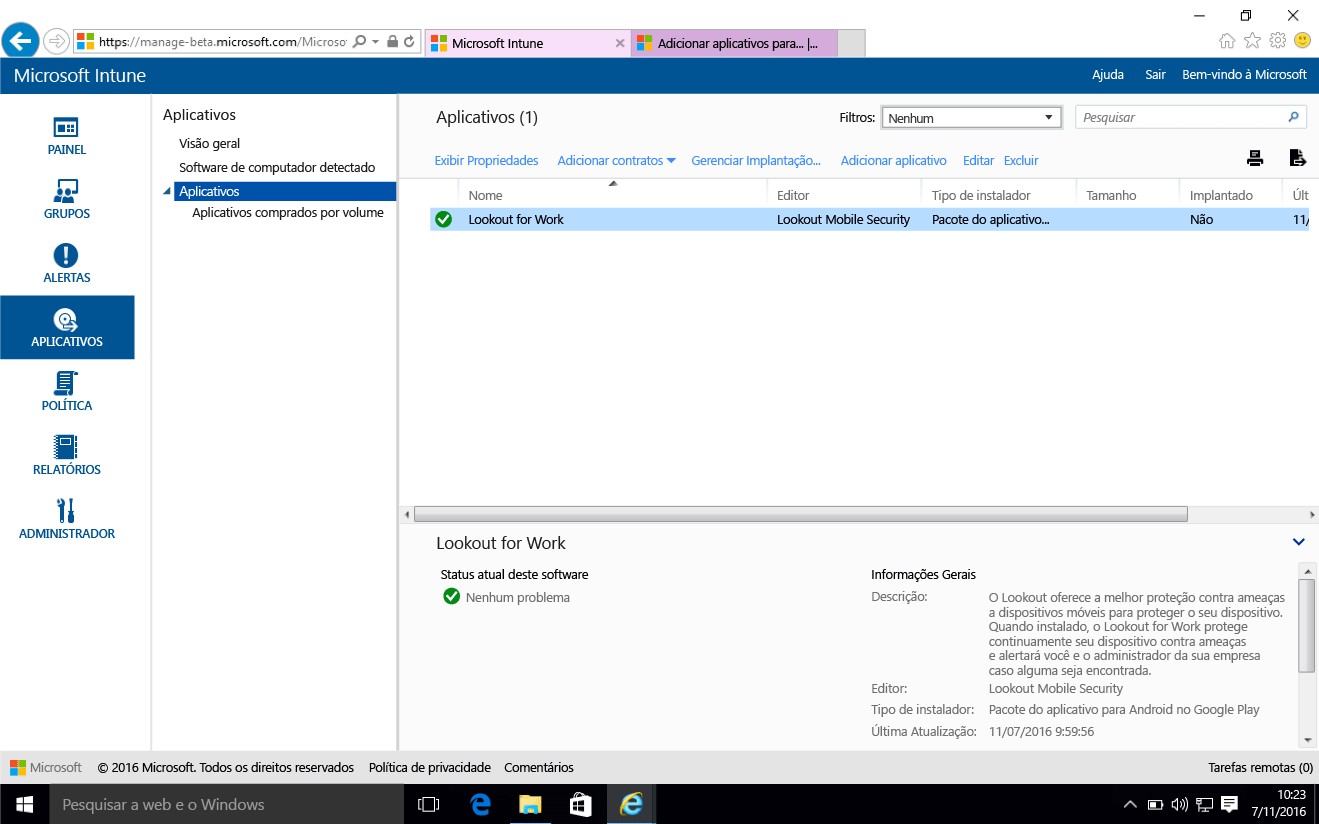 https://manage-beta.microsoft.com/Microso
Microsoft Intune
Adicionar aplicativos para... |...
Microsoft Intune
Ajuda
Sair
Bem-vindo à Microsoft
PAINEL
GRUPOS
ALERTAS
APLICATIVOS
POLÍTICA
RELATÓRIOS
ADMINISTRADOR
Aplicativos
Visão geral
Software de computador detectado
Aplicativos
Aplicativos comprados por volume
Aplicativos (1)
Filtros:
Nenhum
Pesquisar
Exibir Propriedades
Adicionar contratos
Gerenciar Implantação...
Adicionar aplicativo
Editar
Excluir
Nome
Editor
Tipo de instalador
Tamanho
Implantado
Últ
Lookout for Work
Lookout Mobile Security
Pacote do aplicativo...
Não
11/
Lookout for Work
Status atual deste software
Nenhum problema
Informações Gerais
Descrição:
O Lookout oferece a melhor proteção contra ameaças
a dispositivos móveis para proteger o seu dispositivo.
Quando instalado, o Lookout for Work protege
continuamente seu dispositivo contra ameaças
e alertará você e o administrador da sua empresa
caso alguma seja encontrada.
Editor:
Lookout Mobile Security
Tipo de instalador:
Pacote do aplicativo para Android no Google Play
Última Atualização:
11/07/2016 9:59:56
Microsoft
© 2016 Microsoft. Todos os direitos reservados
Política de privacidade
Comentários
Tarefas remotas (0)
Pesquisar a web e o Windows
10:23
7/11/2016